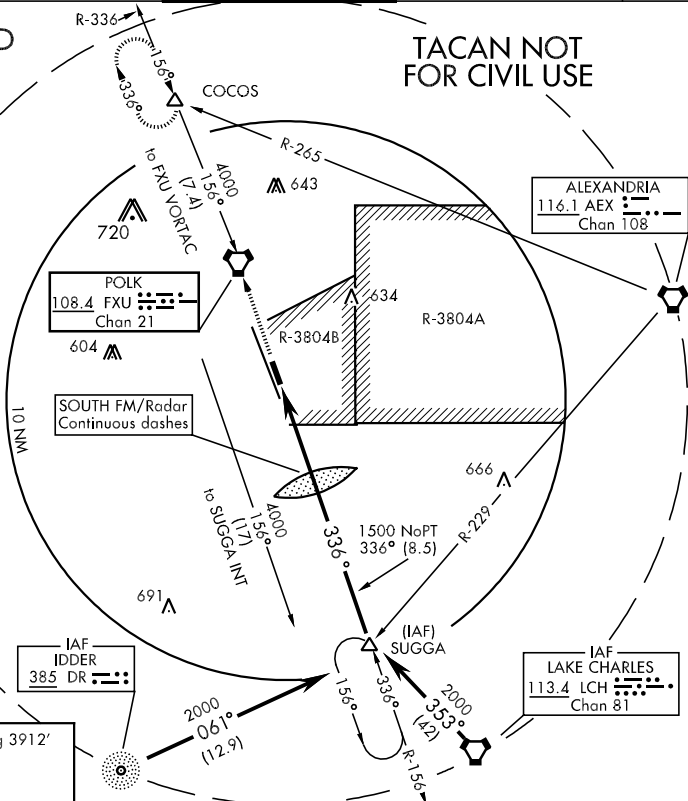 R-336
D
TACAN NOT
FOR CIVIL USE
156°
336°
COCOS
R-265
4000
156°
(7.4)
to FXU VORTAC
643
720
ALEXANDRIA
116.1 AEX
Chan 108
POLK
108.4 FXU
Chan 21
634
R-3804B
R-3804A
604
10 NM
SOUTH FM/Radar
Continuous dashes
666
4000
156°
(17)
to SUGGA INT
336°
1500 NoPT
336° (8.5)
R-229
691
(IAF)
SUGGA
IAF
IDDER
385 DR
IAF
LAKE CHARLES
113.4 LCH
Chan 81
156°
336°
2000
353°
(42)
2000
061°
(12.9)
g 3912'
R-156